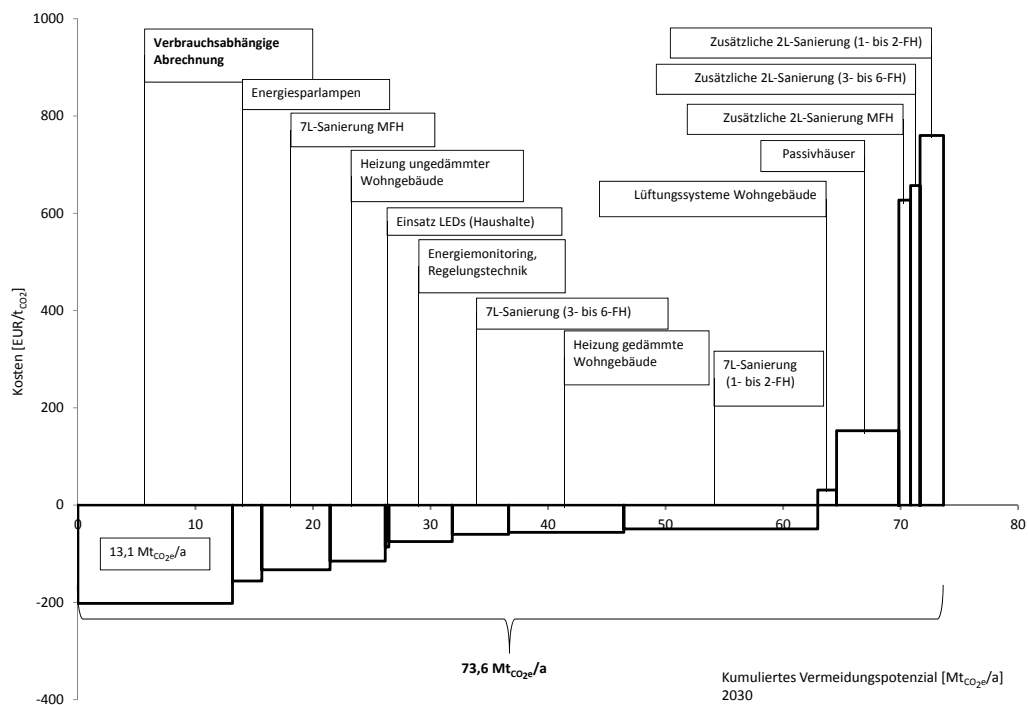 1000
800
600
400
200
0
-200
-400
Kosten [EUR/tCO2]
Verbrauchsabhängige
Abrechnung
Energiesparlampen
7L-Sanierung MFH
Heizung ungedämmter
Wohngebäude
Einsatz LEDs (Haushalte)
Energiemonitoring,
Regelungstechnik
7L-Sanierung (3- bis 6-FH)
Heizung gedämmte
Wohngebäude
7L-Sanierung
(1- bis 2-FH)
Zusätzliche 2L-Sanierung (1- bis 2-FH)
Zusätzliche 2L-Sanierung (3- bis 6-FH)
Zusätzliche 2L-Sanierung MFH
Passivhäuser
Lüftungssysteme Wohngebäude
0 10 20 30 40 50 60 70 80
13,1 MtCO2e/a
73,6 MtCO2e/a
Kumuliertes Vermeidungspotenzial [MtCO2e/a]
2030